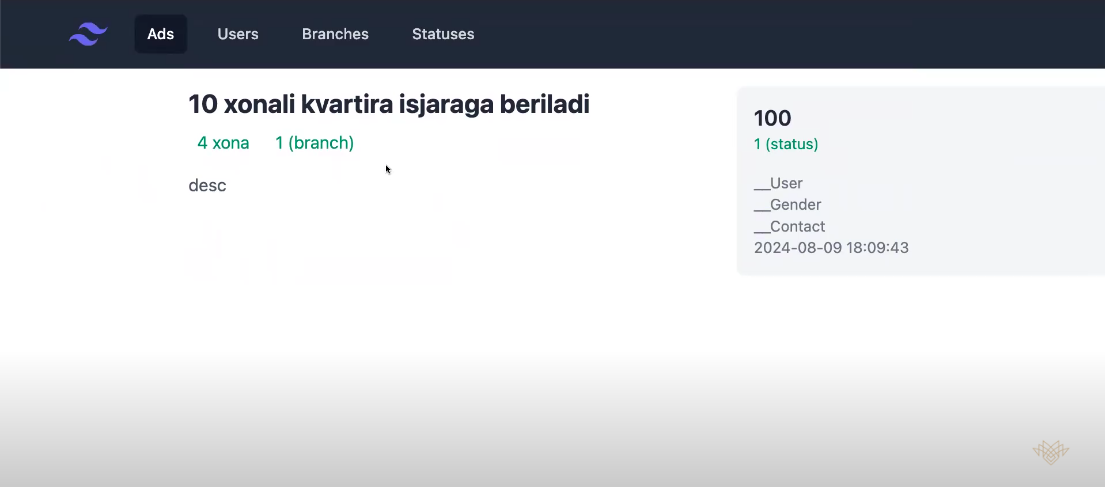 Ads Users Branches Statuses
10 xonali kvartira isjaraga beriladi
4 xona 1 (branch)
desc
100
1 (status)
__User
__Gender
__Contact
2024-08-09 18:09:43